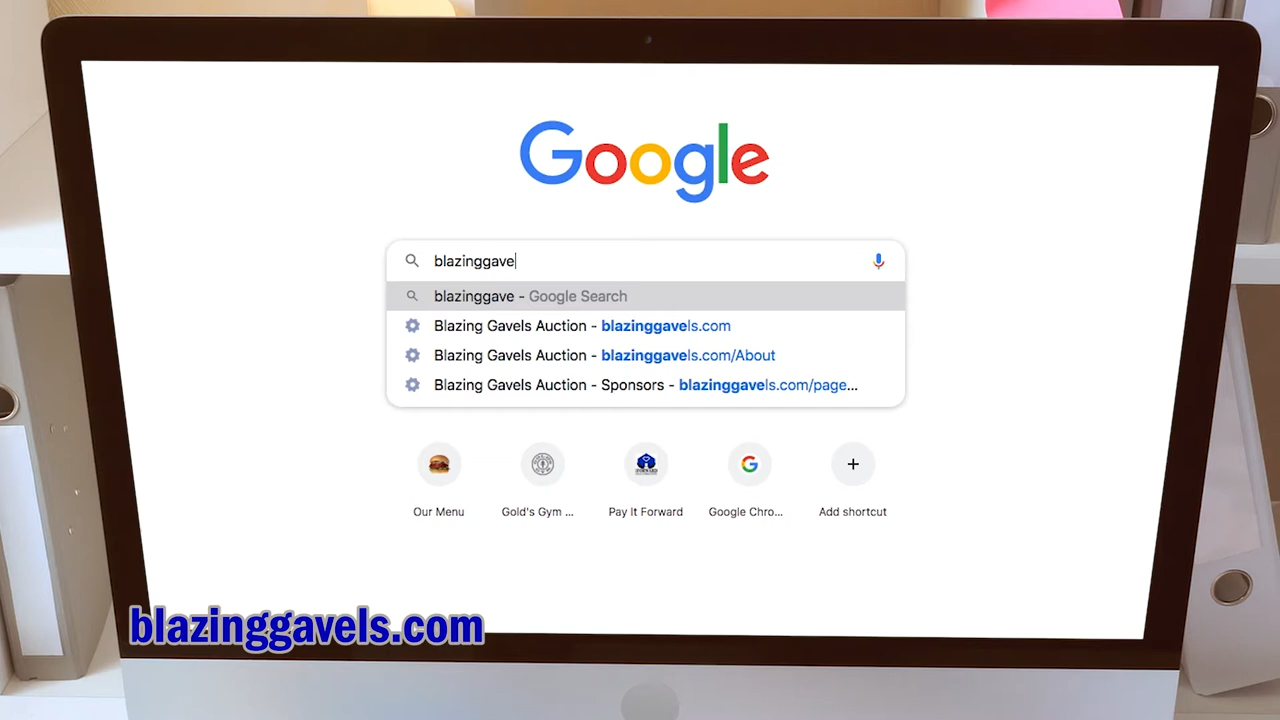 Google
blazinggave
blazinggave - Google Search
Blazing Gavels Auction - blazinggavels.com
Blazing Gavels Auction - blazinggavels.com/About
Blazing Gavels Auction - Sponsors - blazinggavels.com/page...
Our Menu
Gold's Gym ...
Pay It Forward
Google Chro...
Add shortcut
blazinggavels.com